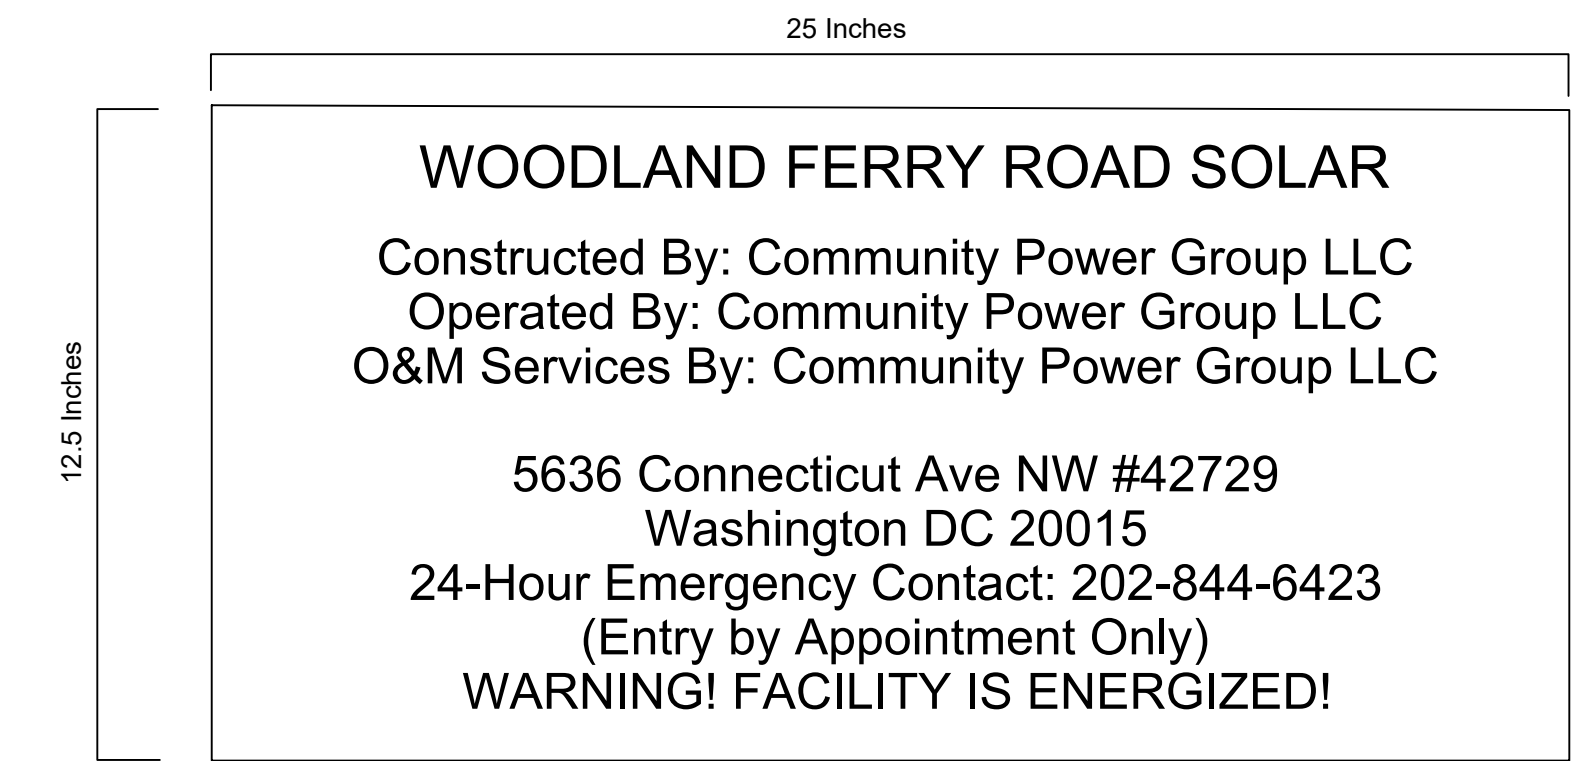 25 Inches
12.5 Inches
WOODLAND FERRY ROAD SOLAR
Constructed By: Community Power Group LLC
Operated By: Community Power Group LLC
O&M Services By: Community Power Group LLC
5636 Connecticut Ave NW #42729
Washington DC 20015
24-Hour Emergency Contact: 202-844-6423
(Entry by Appointment Only)
WARNING! FACILITY IS ENERGIZED!